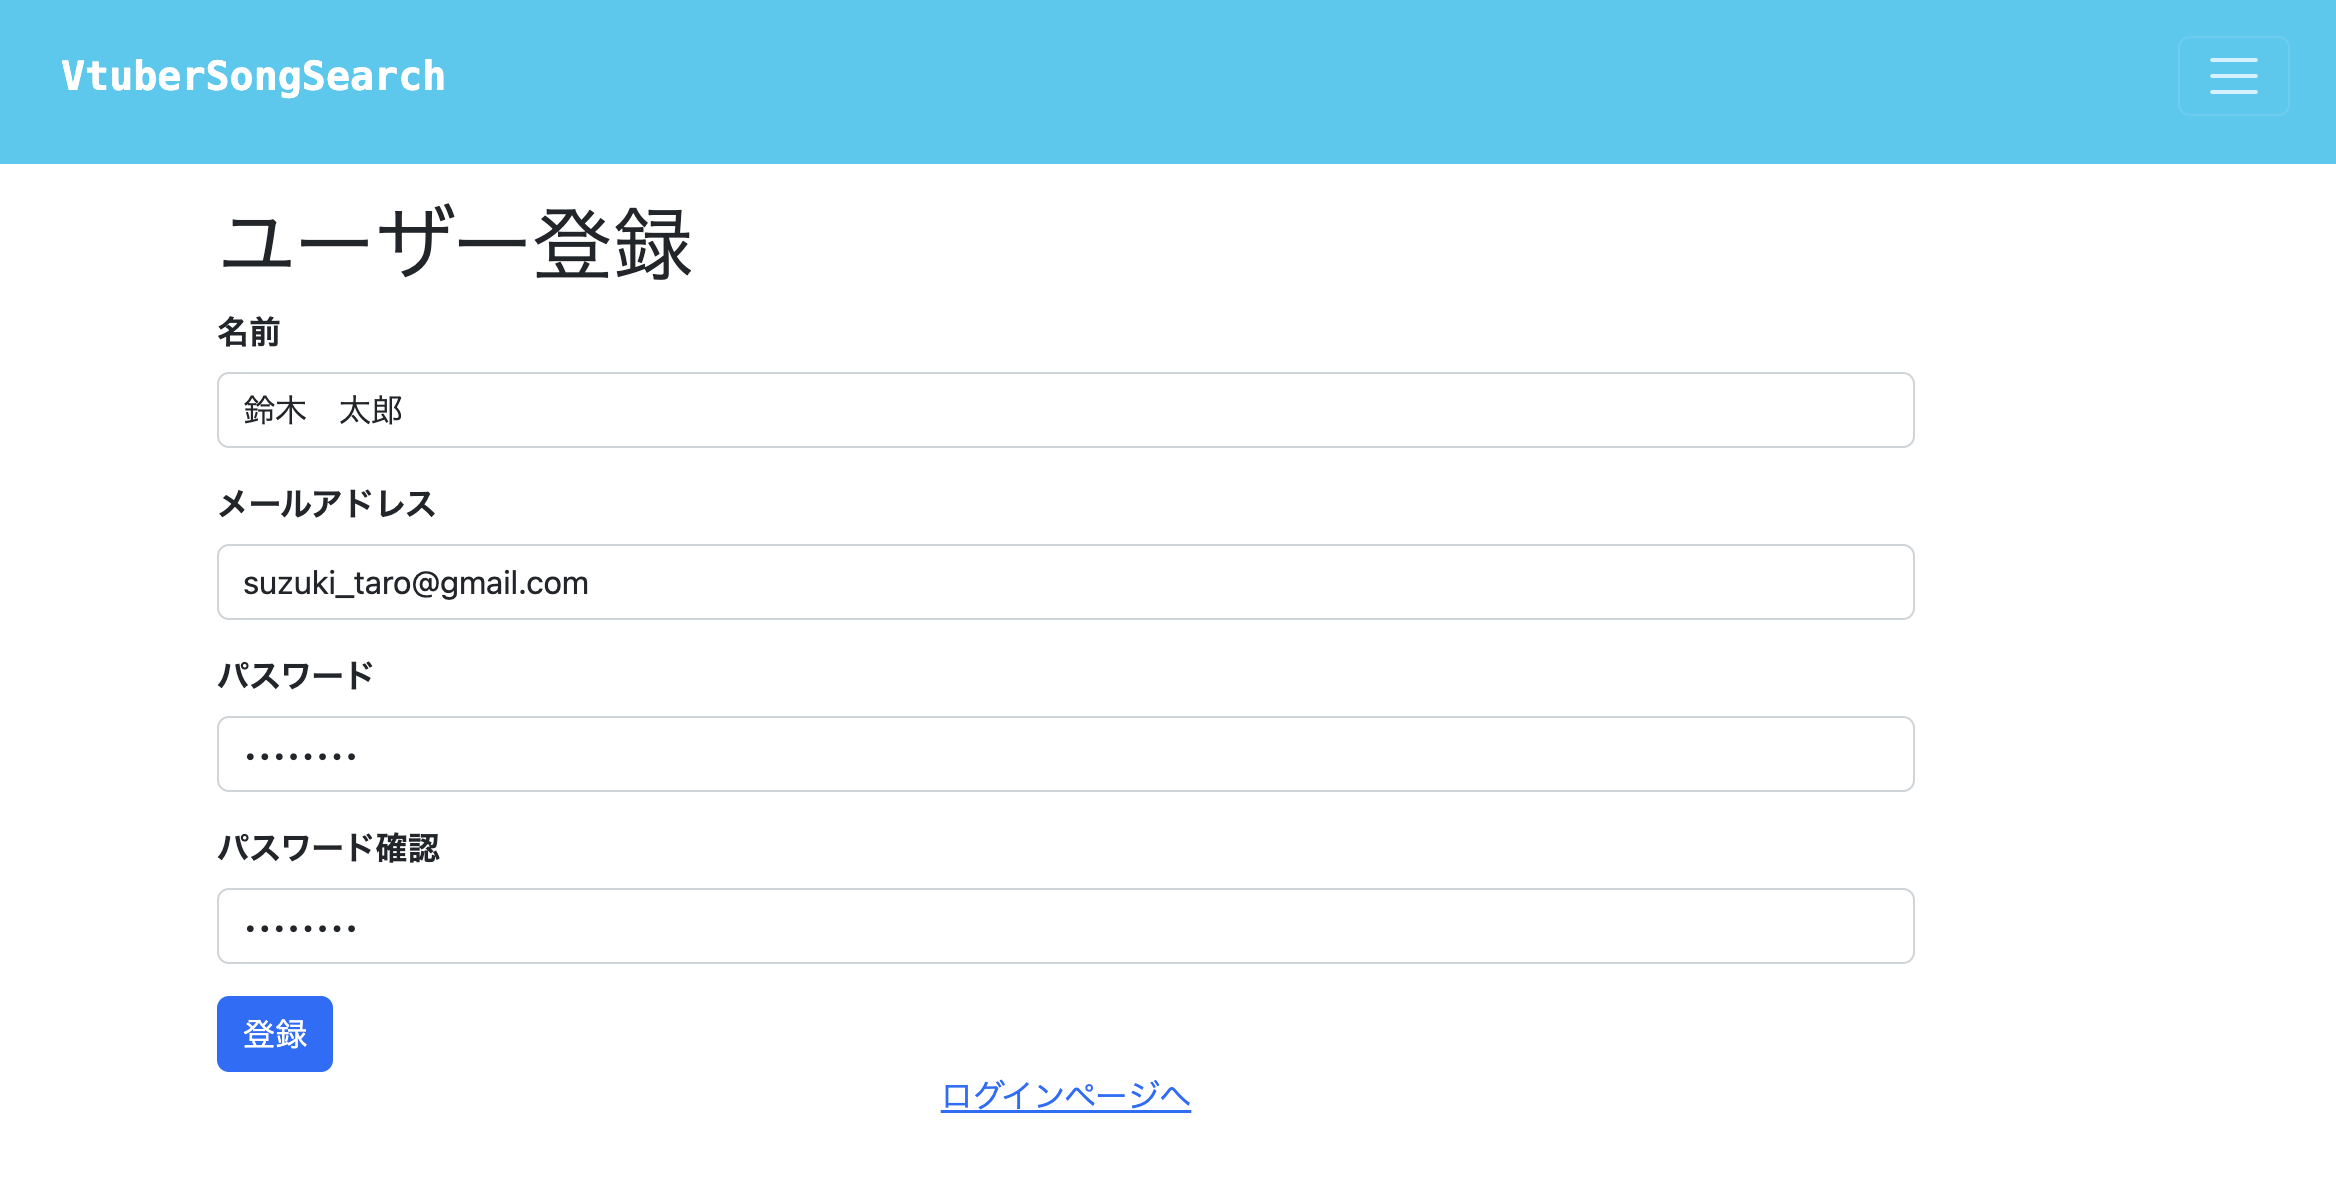 VtuberSongSearch
ユーザー登録
名前
鈴木　太郎
メールアドレス
suzuki_taro@gmail.com
パスワード
••••••••
パスワード確認
••••••••
登録
ログインページへ